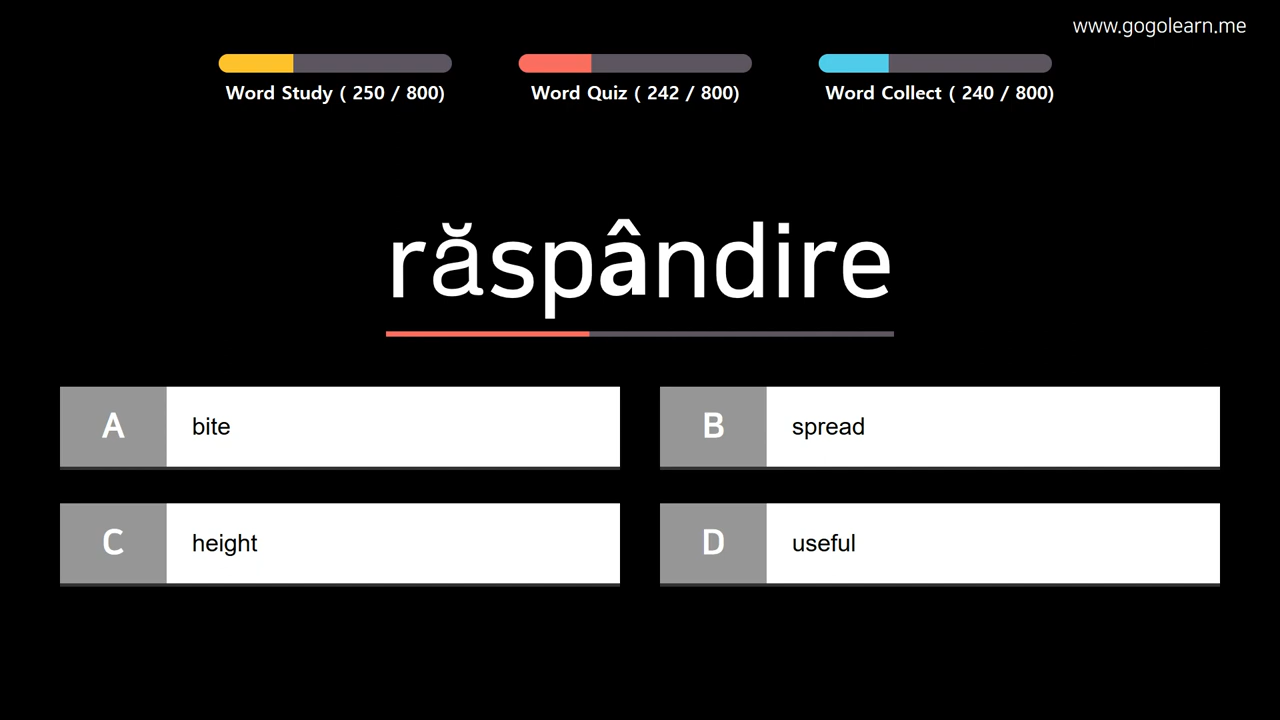 www.gogolearn.me
Word Study ( 250 / 800)
Word Quiz ( 242 / 800)
Word Collect ( 240 / 800)
răspândire
A bite
B spread
C height
D useful